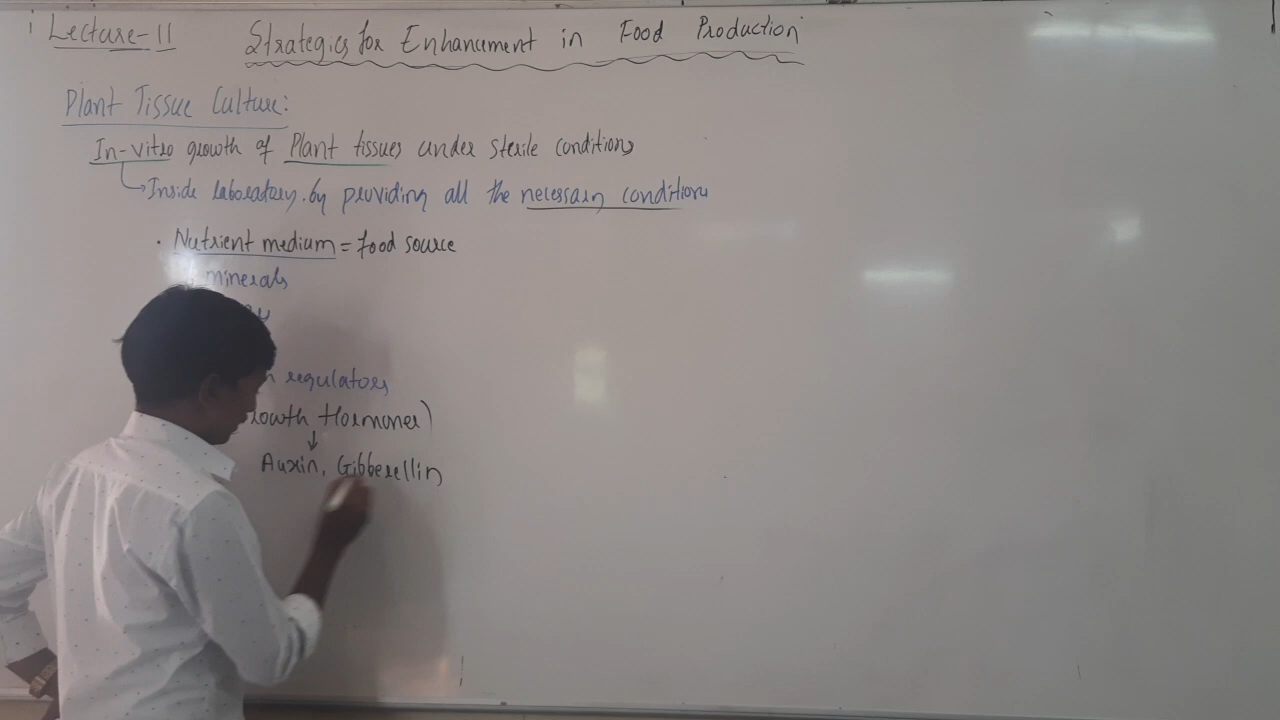 Lecture-11
Strategies for Enhancement in Food Production
Plant Tissue Culture:
In-vitro growth of Plant tissues under sterile conditions
Inside laboratory. by providing all the necessary conditions
· Nutrient medium = food source
minerals
regulators
Hormones)
↓
Auxin, Gibberellin